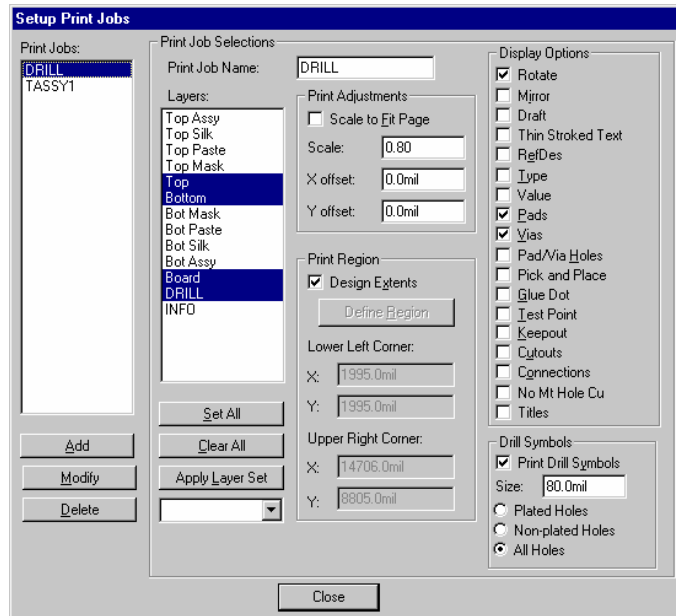 Setup Print Jobs
Print Jobs:
DRILL
TASSY1
Add
Modify
Delete
Print Job Selections
Print Job Name: DRILL
Layers:
Top Assy
Top Silk
Top Paste
Top Mask
Top
Bottom
Bot Mask
Bot Paste
Bot Silk
Bot Assy
Board
DRILL
INFO
Set All
Clear All
Apply Layer Set
Print Adjustments
Scale to Fit Page
Scale: 0.80
X offset: 0.0mil
Y offset: 0.0mil
Print Region
Design Extents
Define Region
Lower Left Corner:
X: 1995.0mil
Y: 1995.0mil
Upper Right Corner:
X: 14706.0mil
Y: 8805.0mil
Display Options
Rotate
Mirror
Draft
Thin Stroked Text
RefDes
Type
Value
Pads
Vias
Pad/Via Holes
Pick and Place
Glue Dot
Test Point
Keepout
Cutouts
Connections
No Mt Hole Cu
Titles
Drill Symbols
Print Drill Symbols
Size: 80.0mil
Plated Holes
Non-plated Holes
All Holes
Close